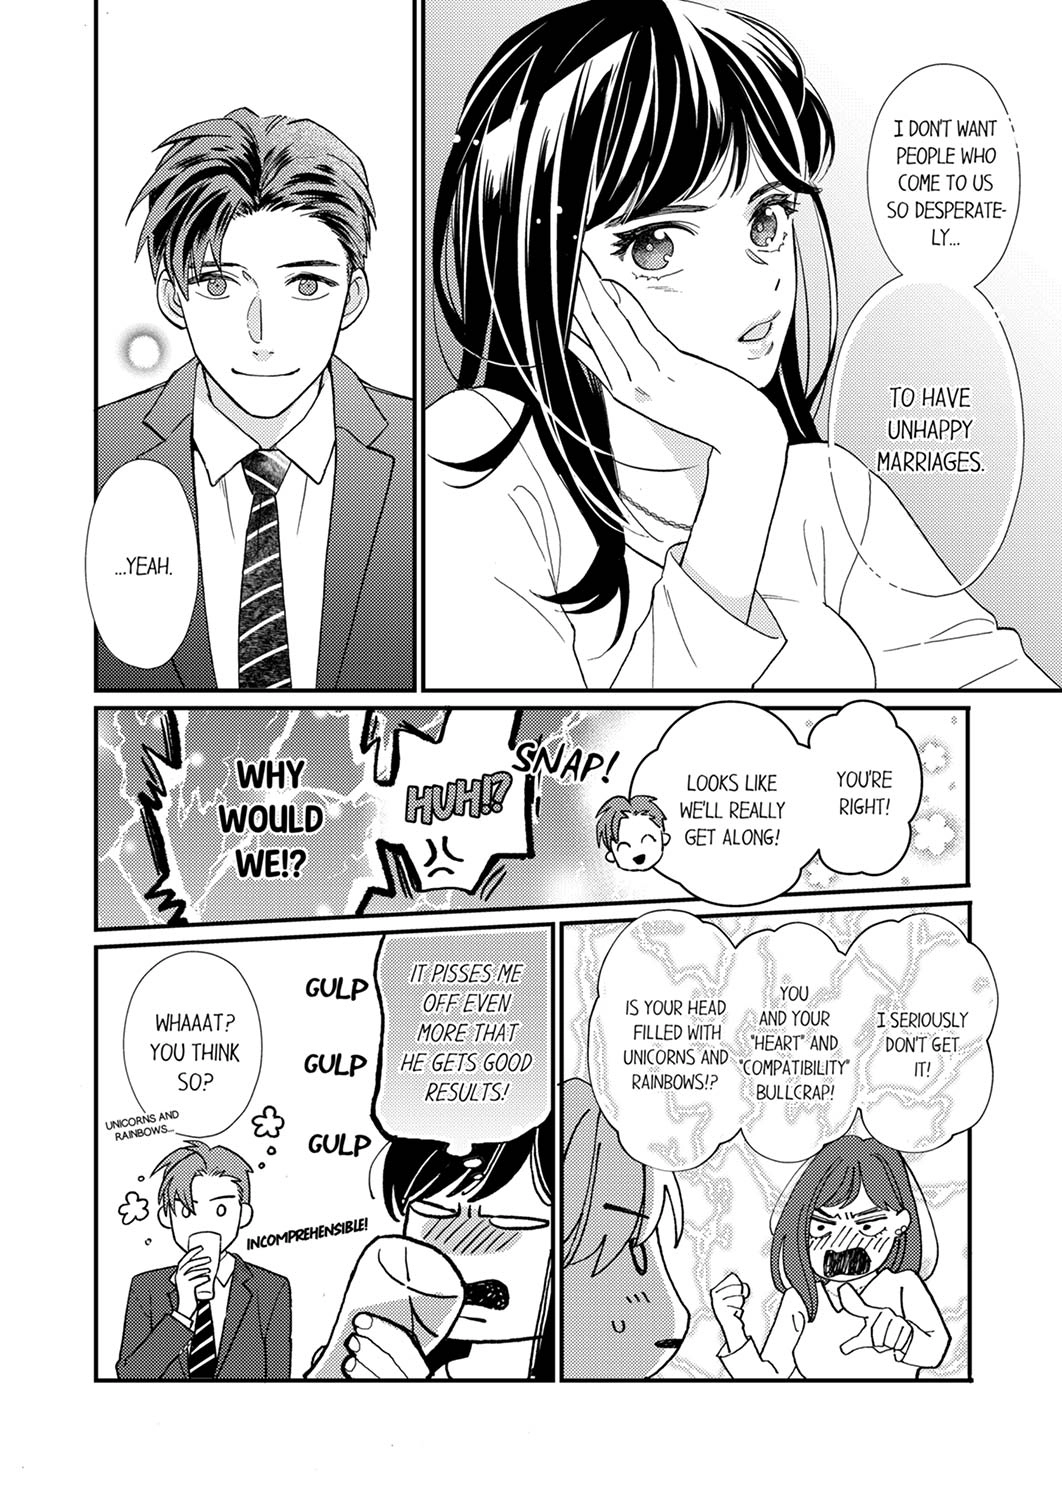 I DON'T WANT
PEOPLE WHO
COME TO US
SO DESPERATE-
LY...
TO HAVE
UNHAPPY
MARRIAGES.
...YEAH.
YOU'RE
RIGHT!
LOOKS LIKE
WE'LL REALLY
GET ALONG!
SNAP!
HUH!?
WHY
WOULD
WE!?
I SERIOUSLY
DON'T GET
IT!
YOU
AND YOUR
"HEART" AND
"COMPATIBILITY"
BULLCRAP!
IS YOUR HEAD
FILLED WITH
UNICORNS AND
RAINBOWS!?
IT PISSES ME
OFF EVEN
MORE THAT
HE GETS GOOD
RESULTS!
GULP
GULP
GULP
WHAAAT?
YOU THINK
SO?
UNICORNS AND
RAINBOWS...
INCOMPREHENSIBLE!